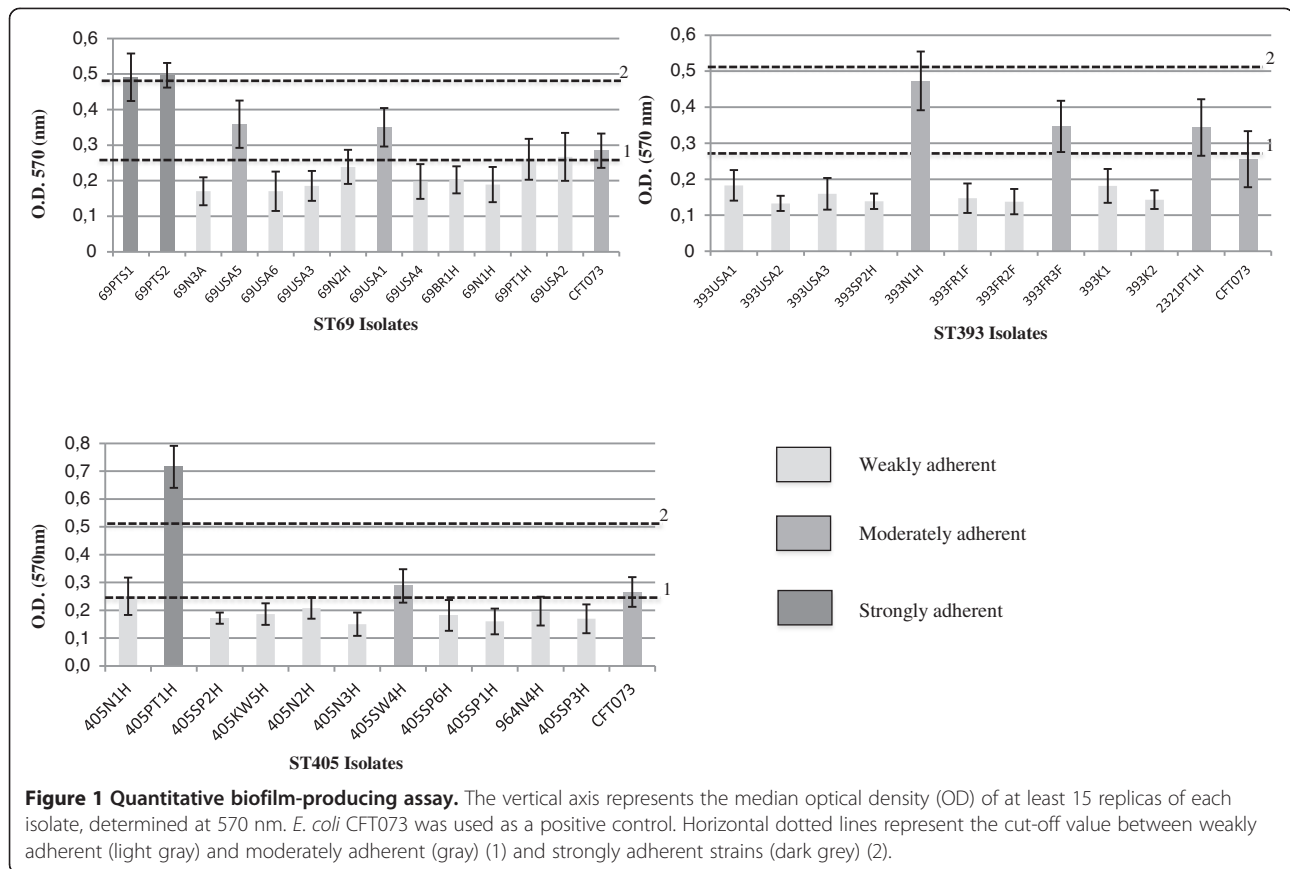 0,6
0,5
0,4
0,3
0,2
0,1
0
O.D. 570 (nm)
2
1
69PTS1
69PTS2
69N3A
69USA5
69USA6
69USA3
69N2H
69USA1
69USA4
69BR1H
69N1H
69PT1H
69USA2
CFT073
ST69 Isolates
0,6
0,5
0,4
0,3
0,2
0,1
0
O.D. (570 nm)
2
1
393USA1
393USA2
393USA3
393SP2H
393N1H
393FR1F
393FR2F
393FR3F
393K1
393K2
2321PT1H
CFT073
ST393 Isolates
0,8
0,7
0,6
0,5
0,4
0,3
0,2
0,1
0,0
O.D. (570nm)
2
1
405N1H
405PT1H
405SP2H
405KW5H
405N2H
405N3H
405SW4H
405SP6H
405SP1H
964N4H
405SP3H
CFT073
ST405 Isolates
Weakly adherent
Moderately adherent
Strongly adherent
Figure 1 Quantitative biofilm-producing assay. The vertical axis represents the median optical density (OD) of at least 15 replicas of each
isolate, determined at 570 nm. E. coli CFT073 was used as a positive control. Horizontal dotted lines represent the cut-off value between weakly
adherent (light gray) and moderately adherent (gray) (1) and strongly adherent strains (dark grey) (2).